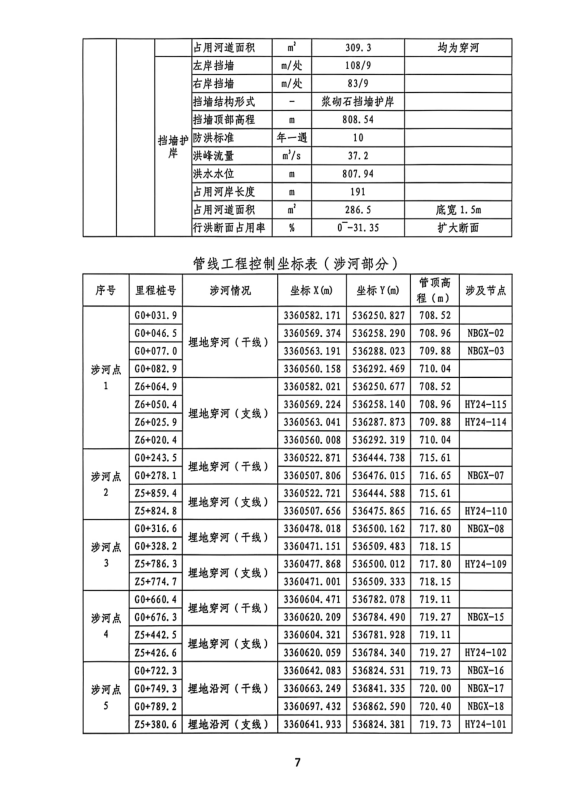 占用河道面积 m² 309.3 均为穿河
挡墙护岸 左岸挡墙 m/处 108/9
右岸挡墙 m/处 83/9
挡墙结构形式 - 浆砌石挡墙护岸
挡墙顶部高程 m 808.54
防洪标准 年一遇 10
洪峰流量 m³/s 37.2
洪水水位 m 807.94
占用河岸长度 m 191
占用河道面积 m² 286.5 底宽1.5m
行洪断面占用率 % 0~-31.35 扩大断面
管线工程控制坐标表（涉河部分）
序号 里程桩号 涉河情况 坐标X(m) 坐标Y(m) 管顶高程（m） 涉及节点
涉河点1 G0+031.9 埋地穿河（干线） 3360582.171 536250.827 708.52
G0+046.5 3360569.374 536258.290 708.96 NBGX-02
G0+077.0 3360563.191 536288.023 709.88 NBGX-03
G0+082.9 3360560.158 536292.469 710.04
Z6+064.9 埋地穿河（支线） 3360582.021 536250.677 708.52
Z6+050.4 3360569.224 536258.140 708.96 HY24-115
Z6+025.9 3360563.041 536287.873 709.88 HY24-114
Z6+020.4 3360560.008 536292.319 710.04
涉河点2 G0+243.5 埋地穿河（干线） 3360522.871 536444.738 715.61
G0+278.1 3360507.806 536476.015 716.65 NBGX-07
Z5+859.4 埋地穿河（支线） 3360522.721 536444.588 715.61
Z5+824.8 3360507.656 536475.865 716.65 HY24-110
涉河点3 G0+316.6 埋地穿河（干线） 3360478.018 536500.162 717.80 NBGX-08
G0+328.2 3360471.151 536509.483 718.15
Z5+786.3 埋地穿河（支线） 3360477.868 536500.012 717.80 HY24-109
Z5+774.7 3360471.001 536509.333 718.15
涉河点4 G0+660.4 埋地穿河（干线） 3360604.471 536782.078 719.11
G0+676.3 3360620.209 536784.490 719.27 NBGX-15
Z5+442.5 埋地穿河（支线） 3360604.321 536781.928 719.11
Z5+426.6 3360620.059 536784.340 719.27 HY24-102
涉河点5 G0+722.3 埋地沿河（干线） 3360642.083 536824.531 719.73 NBGX-16
G0+749.3 3360663.249 536841.335 720.00 NBGX-17
G0+789.2 3360697.432 536862.590 720.40 NBGX-18
Z5+380.6 埋地沿河（支线） 3360641.933 536824.381 719.73 HY24-101
7